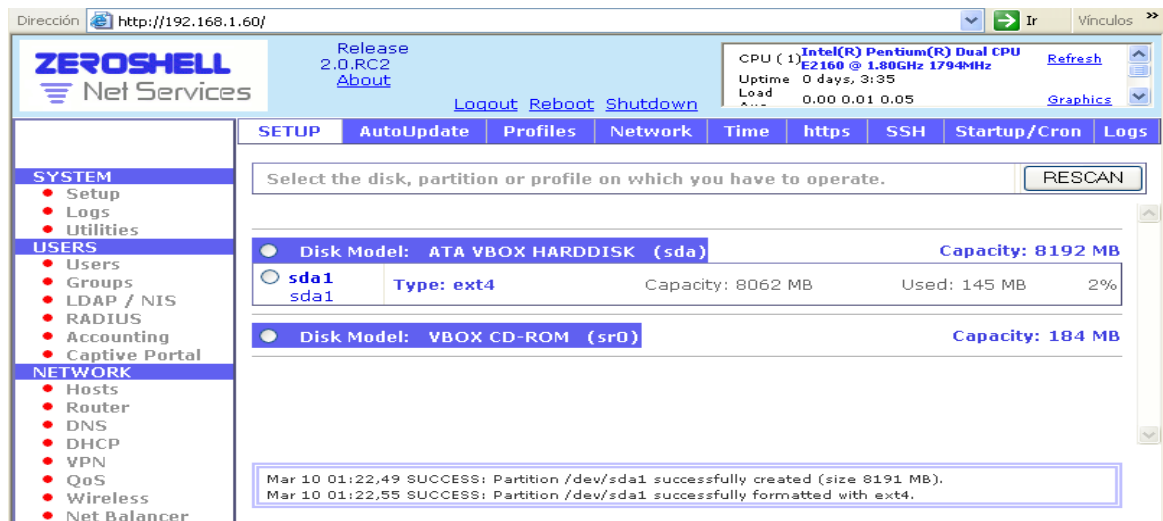 Dirección http://192.168.1.60/ Ir Vínculos »
ZEROSHELL
Net Services
Release
2.0.RC2
About
Logout Reboot Shutdown
CPU (1) Intel(R) Pentium(R) Dual CPU
E2160 @ 1.80GHz 1794MHz
Refresh
Uptime 0 days, 3:35
Load 0.00 0.01 0.05
Graphics
SETUP AutoUpdate Profiles Network Time https SSH Startup/Cron Logs
SYSTEM
Setup
Logs
Utilities
USERS
Users
Groups
LDAP / NIS
RADIUS
Accounting
Captive Portal
NETWORK
Hosts
Router
DNS
DHCP
VPN
QoS
Wireless
Net Balancer
Select the disk, partition or profile on which you have to operate. RESCAN
Disk Model: ATA VBOX HARDDISK (sda) Capacity: 8192 MB
sda1 Type: ext4 Capacity: 8062 MB Used: 145 MB 2%
sda1
Disk Model: VBOX CD-ROM (sr0) Capacity: 184 MB
Mar 10 01:22,49 SUCCESS: Partition /dev/sda1 successfully created (size 8191 MB).
Mar 10 01:22,55 SUCCESS: Partition /dev/sda1 successfully formatted with ext4.